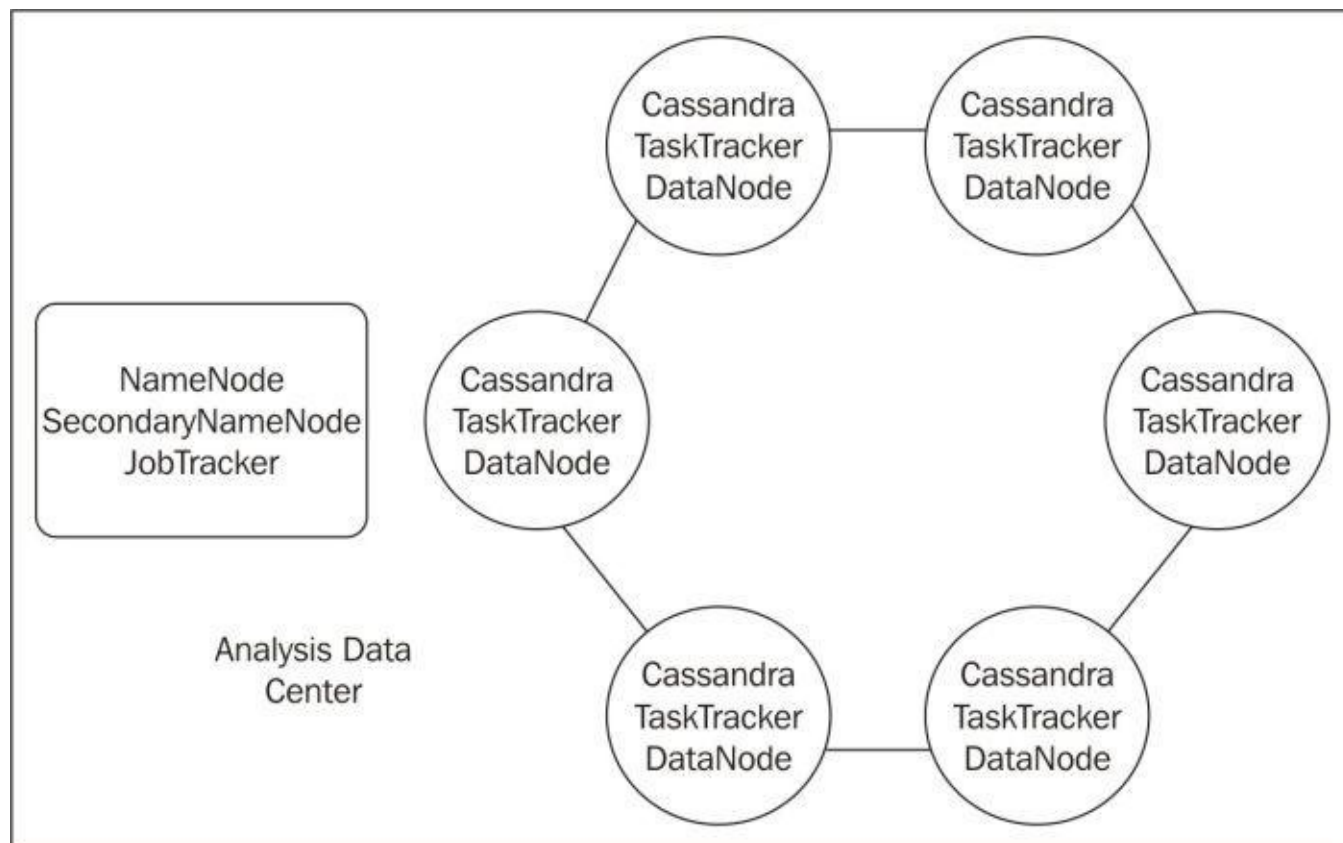 Cassandra
TaskTracker
DataNode
Cassandra
TaskTracker
DataNode
NameNode
SecondaryNameNode
JobTracker
Cassandra
TaskTracker
DataNode
Cassandra
TaskTracker
DataNode
Analysis Data
Center
Cassandra
TaskTracker
DataNode
Cassandra
TaskTracker
DataNode